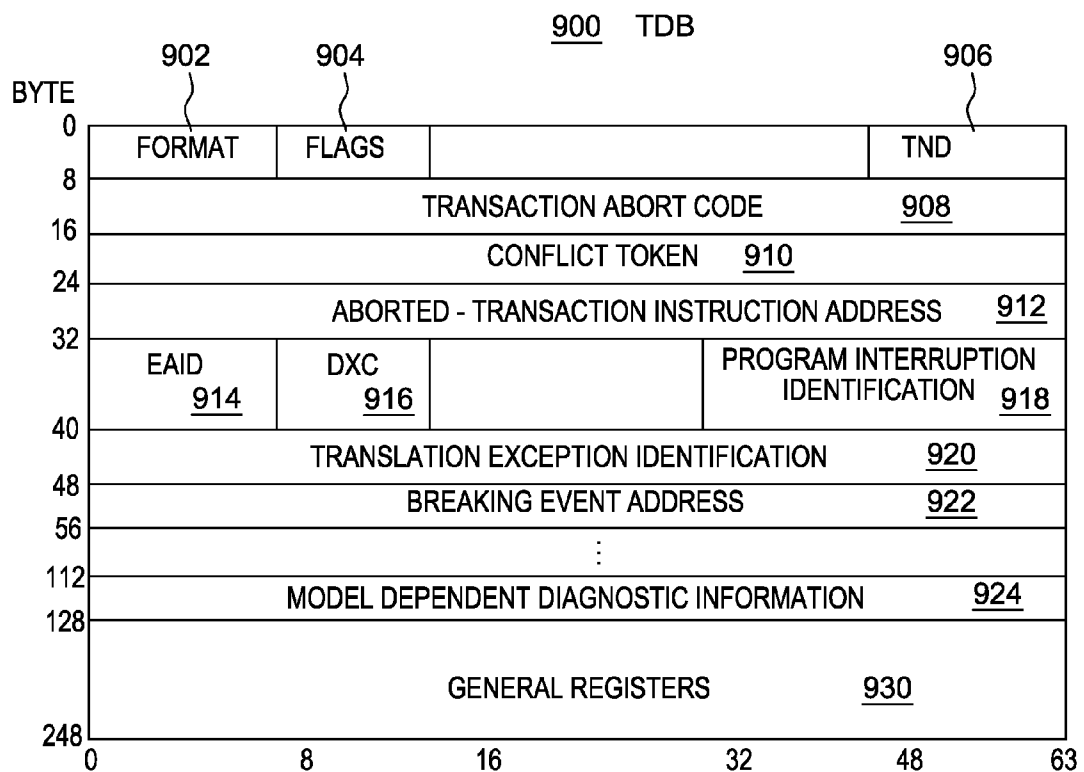 900 TDB
902 904 906
BYTE
0
FORMAT FLAGS TND
8
TRANSACTION ABORT CODE 908
16
CONFLICT TOKEN 910
24
ABORTED - TRANSACTION INSTRUCTION ADDRESS 912
32
EAID 914
DXC 916
PROGRAM INTERRUPTION
IDENTIFICATION 918
40
TRANSLATION EXCEPTION IDENTIFICATION 920
48
BREAKING EVENT ADDRESS 922
56
⋮
112
MODEL DEPENDENT DIAGNOSTIC INFORMATION 924
128
GENERAL REGISTERS 930
248
0 8 16 32 48 63